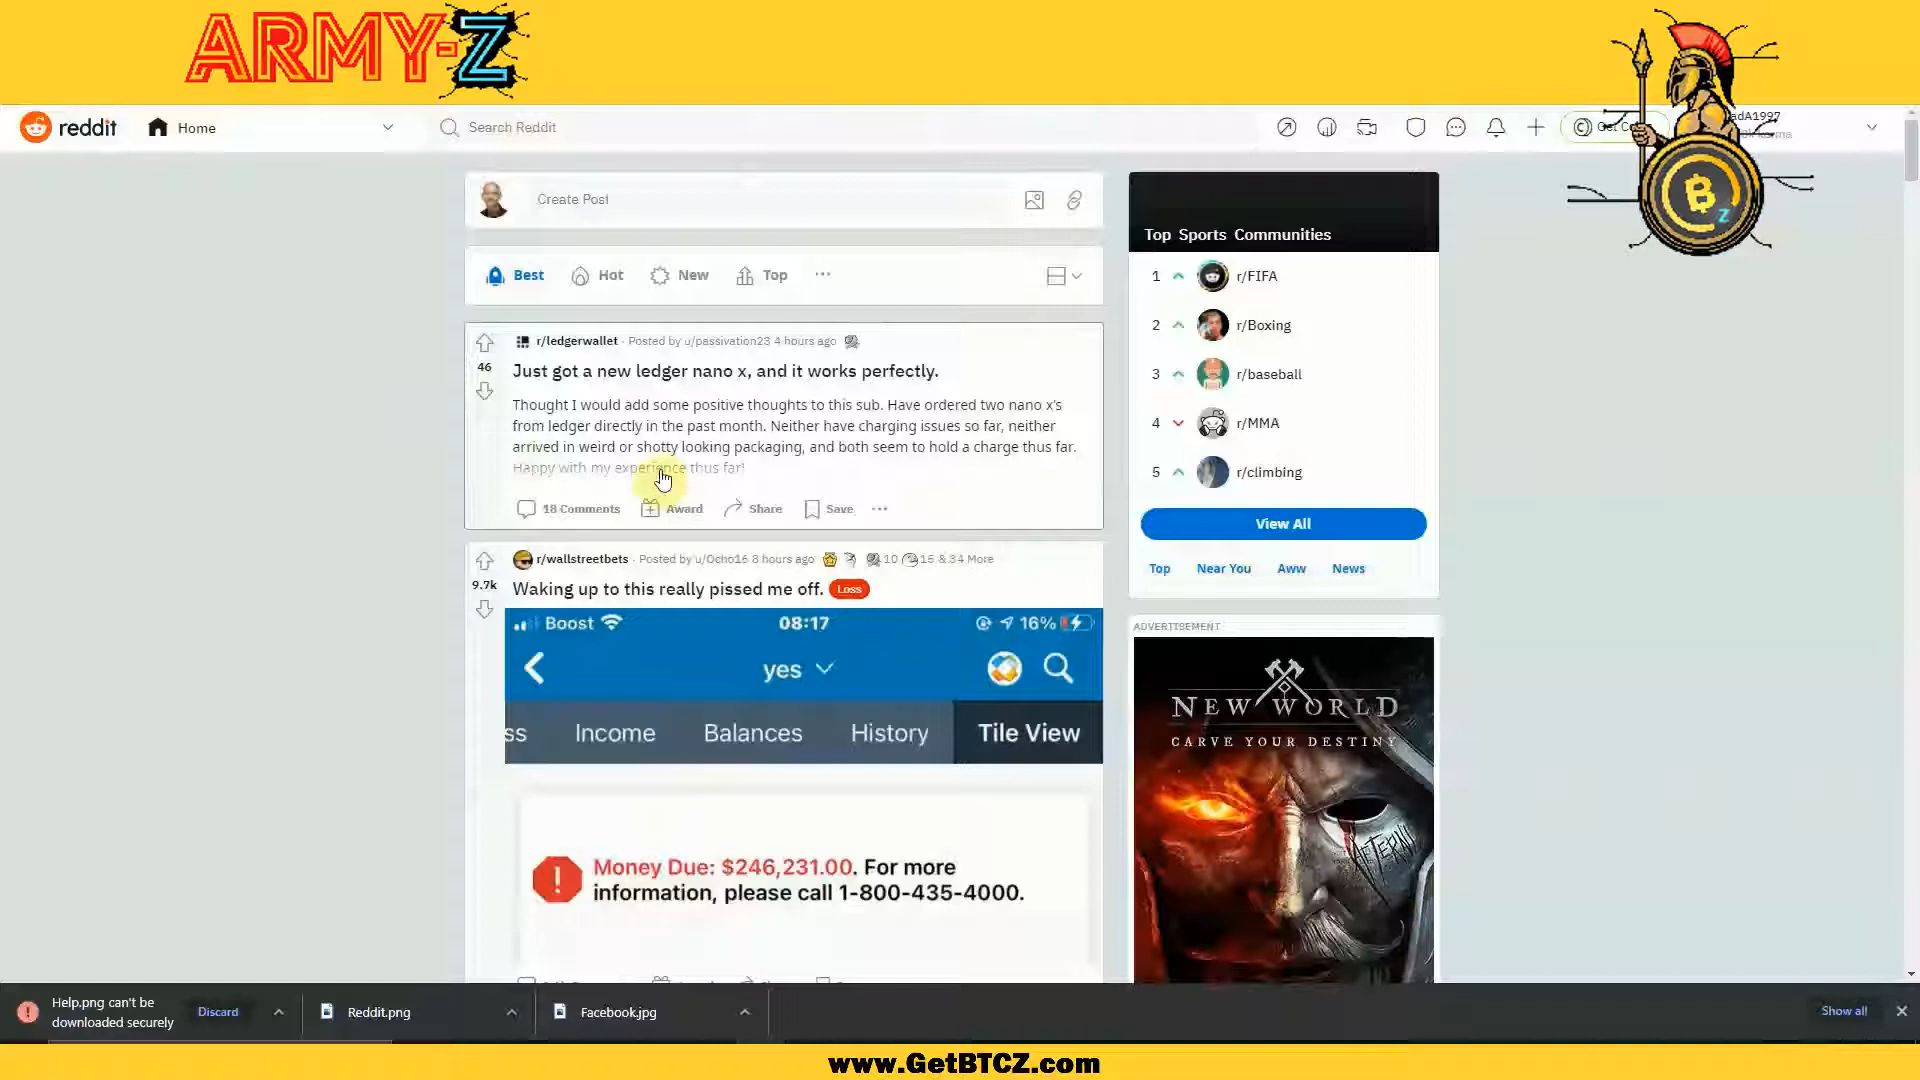 ARMY-Z
reddit
Home
Search Reddit
adA1997
Create Post
Best
Hot
New
Top
r/ledgerwallet · Posted by u/passivation23 4 hours ago
46
Just got a new ledger nano x, and it works perfectly.
Thought I would add some positive thoughts to this sub. Have ordered two nano x's
from ledger directly in the past month. Neither have charging issues so far, neither
arrived in weird or shotty looking packaging, and both seem to hold a charge thus far.
Happy with my experience thus far!
18 Comments
Award
Share
Save
r/wallstreetbets · Posted by u/Ocho16 8 hours ago 10 15 & 34 More
9.7k
Waking up to this really pissed me off. Loss
Boost 08:17 16%
yes
ss Income Balances History Tile View
Money Due: $246,231.00. For more
information, please call 1-800-435-4000.
Top Sports Communities
1 r/FIFA
2 r/Boxing
3 r/baseball
4 r/MMA
5 r/climbing
View All
Top Near You Aww News
ADVERTISEMENT
NEW WORLD
CARVE YOUR DESTINY
Help.png can't be
downloaded securely
Discard
Reddit.png
Facebook.jpg
Show all
www.GetBTCZ.com